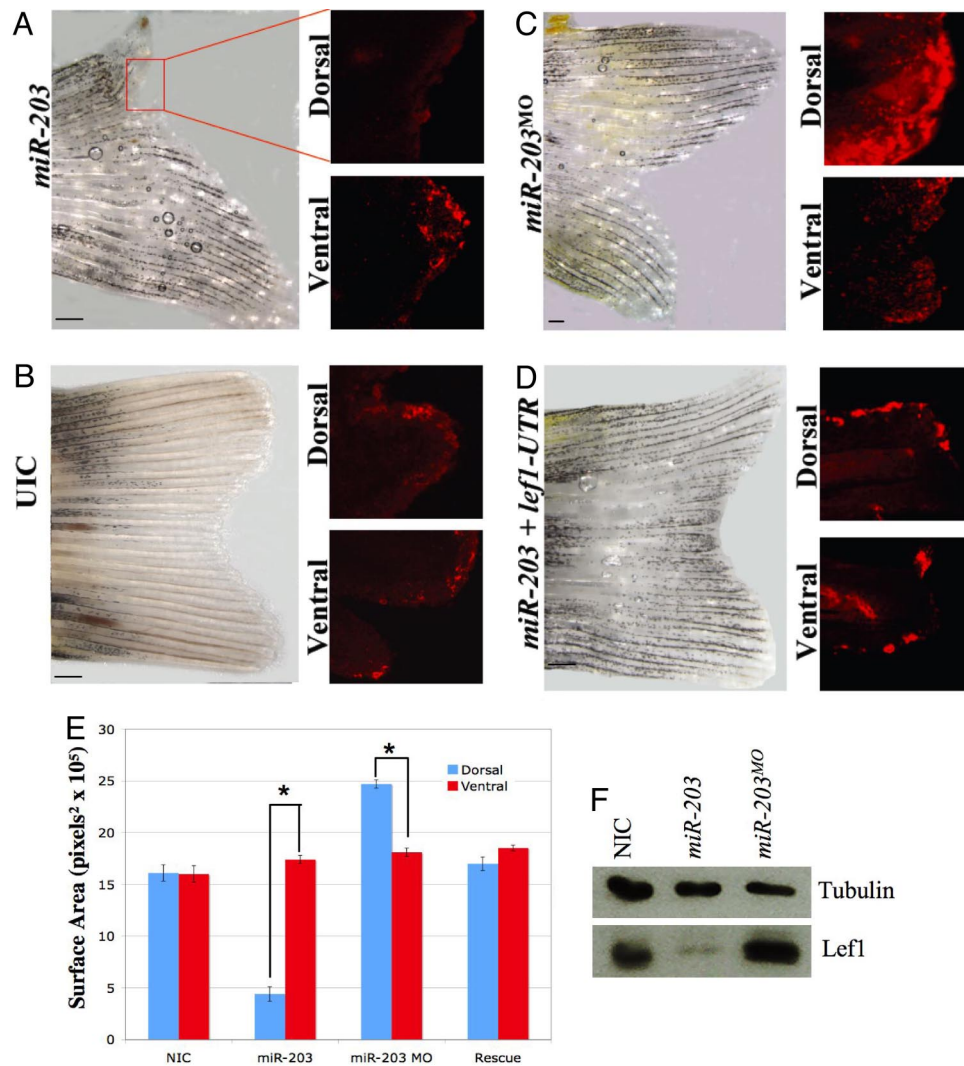 A
miR-203
Dorsal
Ventral
C
miR-203MO
Dorsal
Ventral
B
UIC
Dorsal
Ventral
D
miR-203 + lef1-UTR
Dorsal
Ventral
E
Surface Area (pixels² x 10⁵)
30
25
20
15
10
5
0
*
*
Dorsal
Ventral
NIC
miR-203
miR-203 MO
Rescue
F
NIC
miR-203
miR-203MO
Tubulin
Lef1